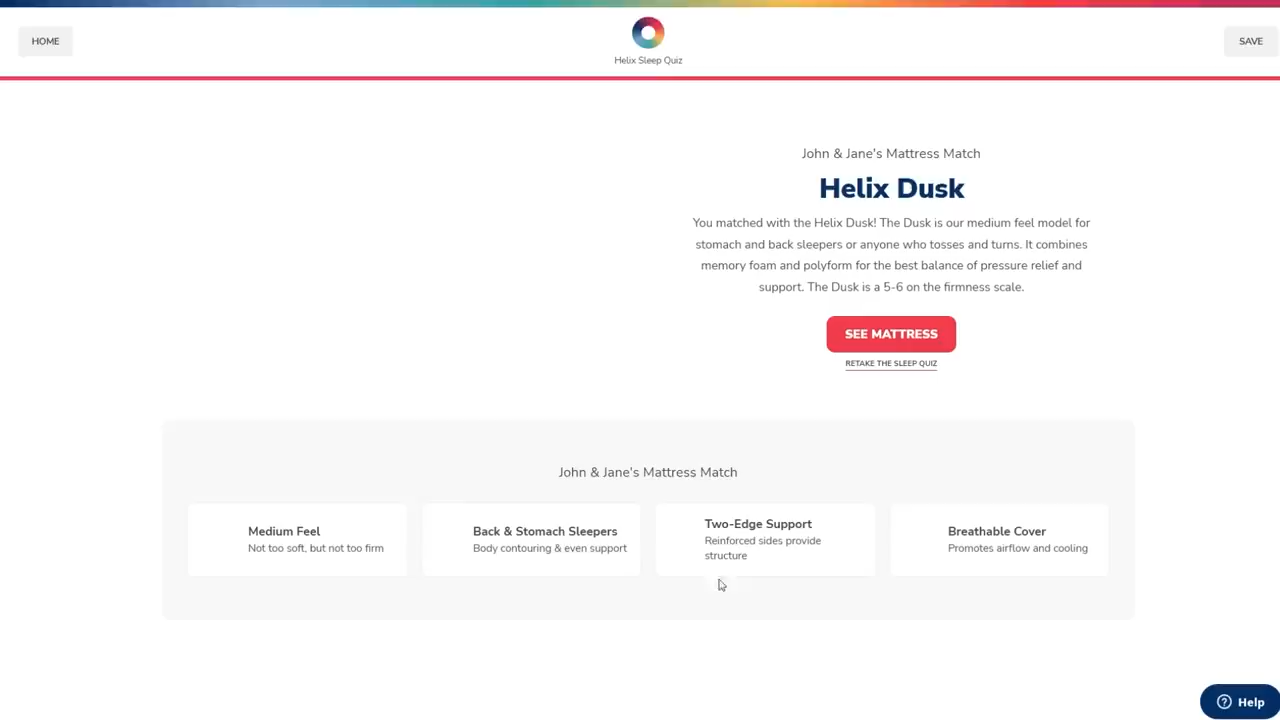 HOME
Helix Sleep Quiz
SAVE
John & Jane's Mattress Match
Helix Dusk
You matched with the Helix Dusk! The Dusk is our medium feel model for
stomach and back sleepers or anyone who tosses and turns. It combines
memory foam and polyform for the best balance of pressure relief and
support. The Dusk is a 5-6 on the firmness scale.
SEE MATTRESS
RETAKE THE SLEEP QUIZ
John & Jane's Mattress Match
Medium Feel
Not too soft, but not too firm
Back & Stomach Sleepers
Body contouring & even support
Two-Edge Support
Reinforced sides provide
structure
Breathable Cover
Promotes airflow and cooling
Help